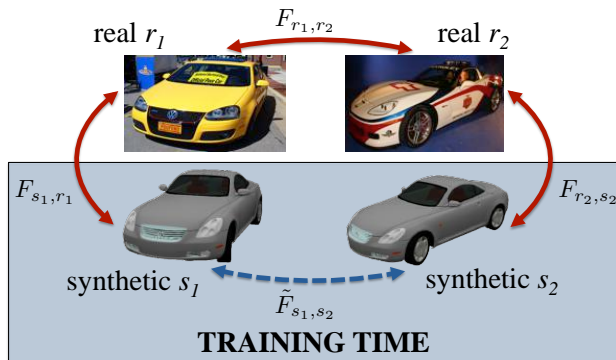 F_{r_1,r_2}
real r_1
real r_2
F_{s_1,r_1}
F_{r_2,s_2}
synthetic s_1
synthetic s_2
\tilde{F}_{s_1,s_2}
TRAINING TIME